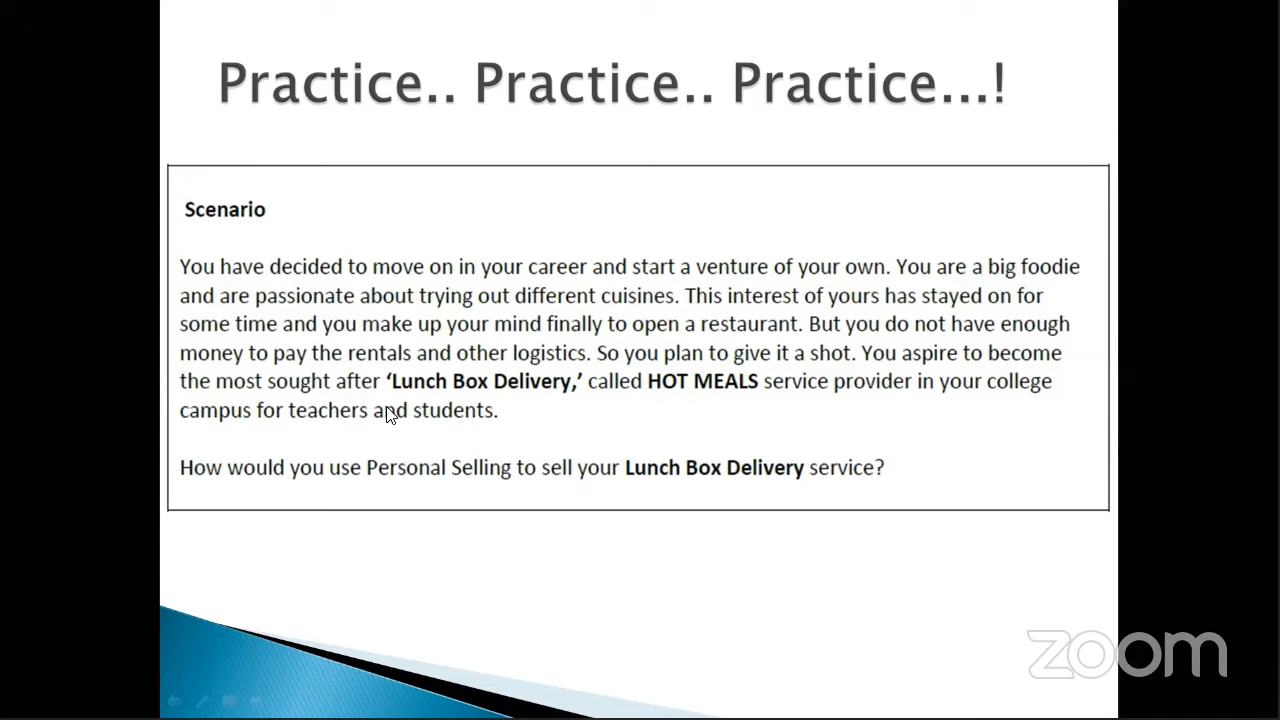 Practice.. Practice.. Practice...!
Scenario
You have decided to move on in your career and start a venture of your own. You are a big foodie
and are passionate about trying out different cuisines. This interest of yours has stayed on for
some time and you make up your mind finally to open a restaurant. But you do not have enough
money to pay the rentals and other logistics. So you plan to give it a shot. You aspire to become
the most sought after ‘Lunch Box Delivery,’ called HOT MEALS service provider in your college
campus for teachers and students.
How would you use Personal Selling to sell your Lunch Box Delivery service?
zoom